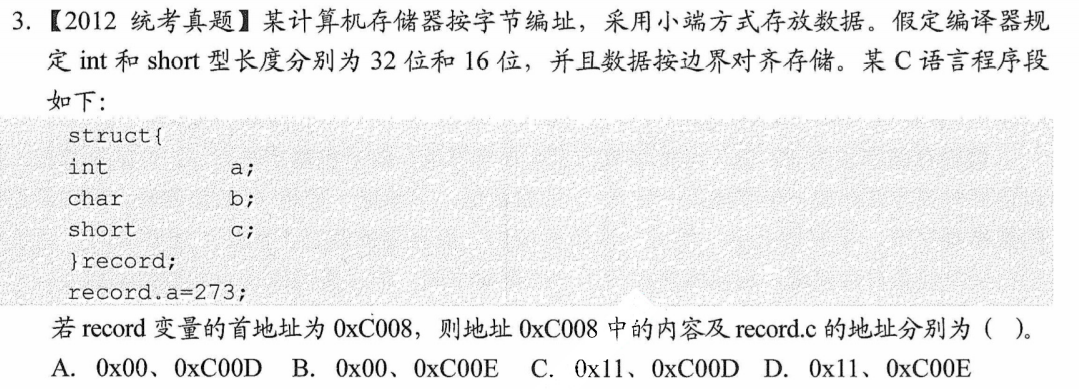 3.【2012 统考真题】某计算机存储器按字节编址，采用小端方式存放数据。假定编译器规
定 int 和 short 型长度分别为 32 位和 16 位，并且数据按边界对齐存储。某 C 语言程序段
如下：
struct{
int a;
char b;
short c;
}record;
record.a=273;
若 record 变量的首地址为 0xC008，则地址 0xC008 中的内容及 record.c 的地址分别为（ ）。
A. 0x00、0xC00D B. 0x00、0xC00E C. 0x11、0xC00D D. 0x11、0xC00E